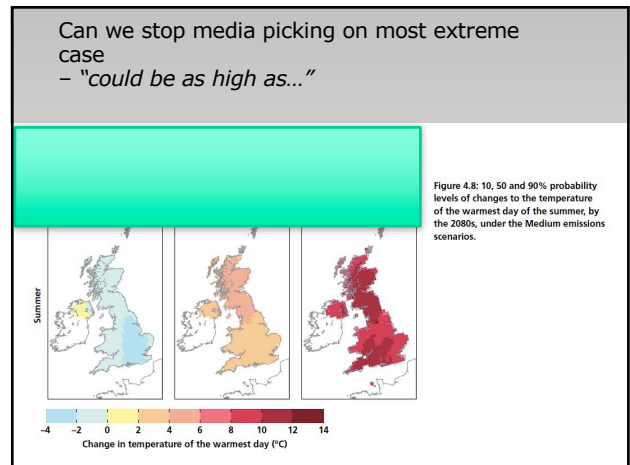 Can we stop media picking on most extreme
case
– “could be as high as…”
Figure 4.8: 10, 50 and 90% probability
levels of changes to the temperature
of the warmest day of the summer, by
the 2080s, under the Medium emissions
scenarios.
Summer
–4 –2 0 2 4 6 8 10 12 14
Change in temperature of the warmest day (ºC)